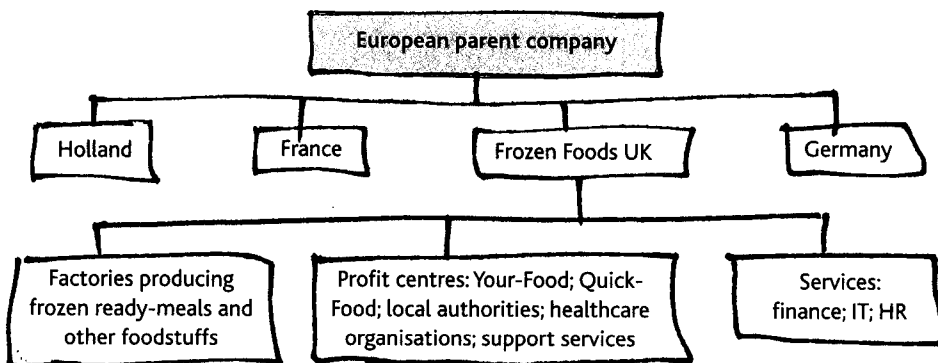 European parent company
Holland
France
Frozen Foods UK
Germany
Factories producing
frozen ready-meals and
other foodstuffs
Profit centres: Your-Food; Quick-
Food; local authorities; healthcare
organisations; support services
Services:
finance; IT; HR